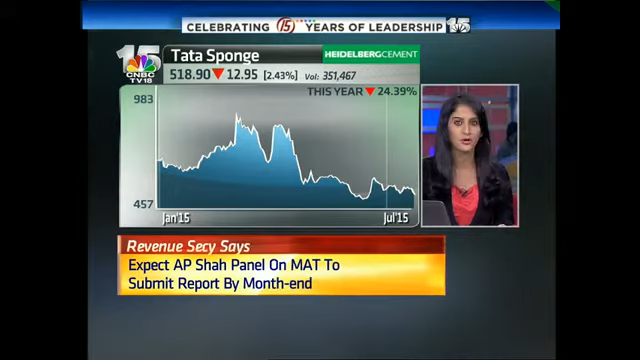 CELEBRATING 15 YEARS OF LEADERSHIP 15
15
CNBC
TV18
Tata Sponge
HEIDELBERGCEMENT
518.90 ▼ 12.95 [2.43%] Vol: 351,467
THIS YEAR ▼ 24.39%
983
457
Jan'15
Jul'15
Revenue Secy Says
Expect AP Shah Panel On MAT To
Submit Report By Month-end